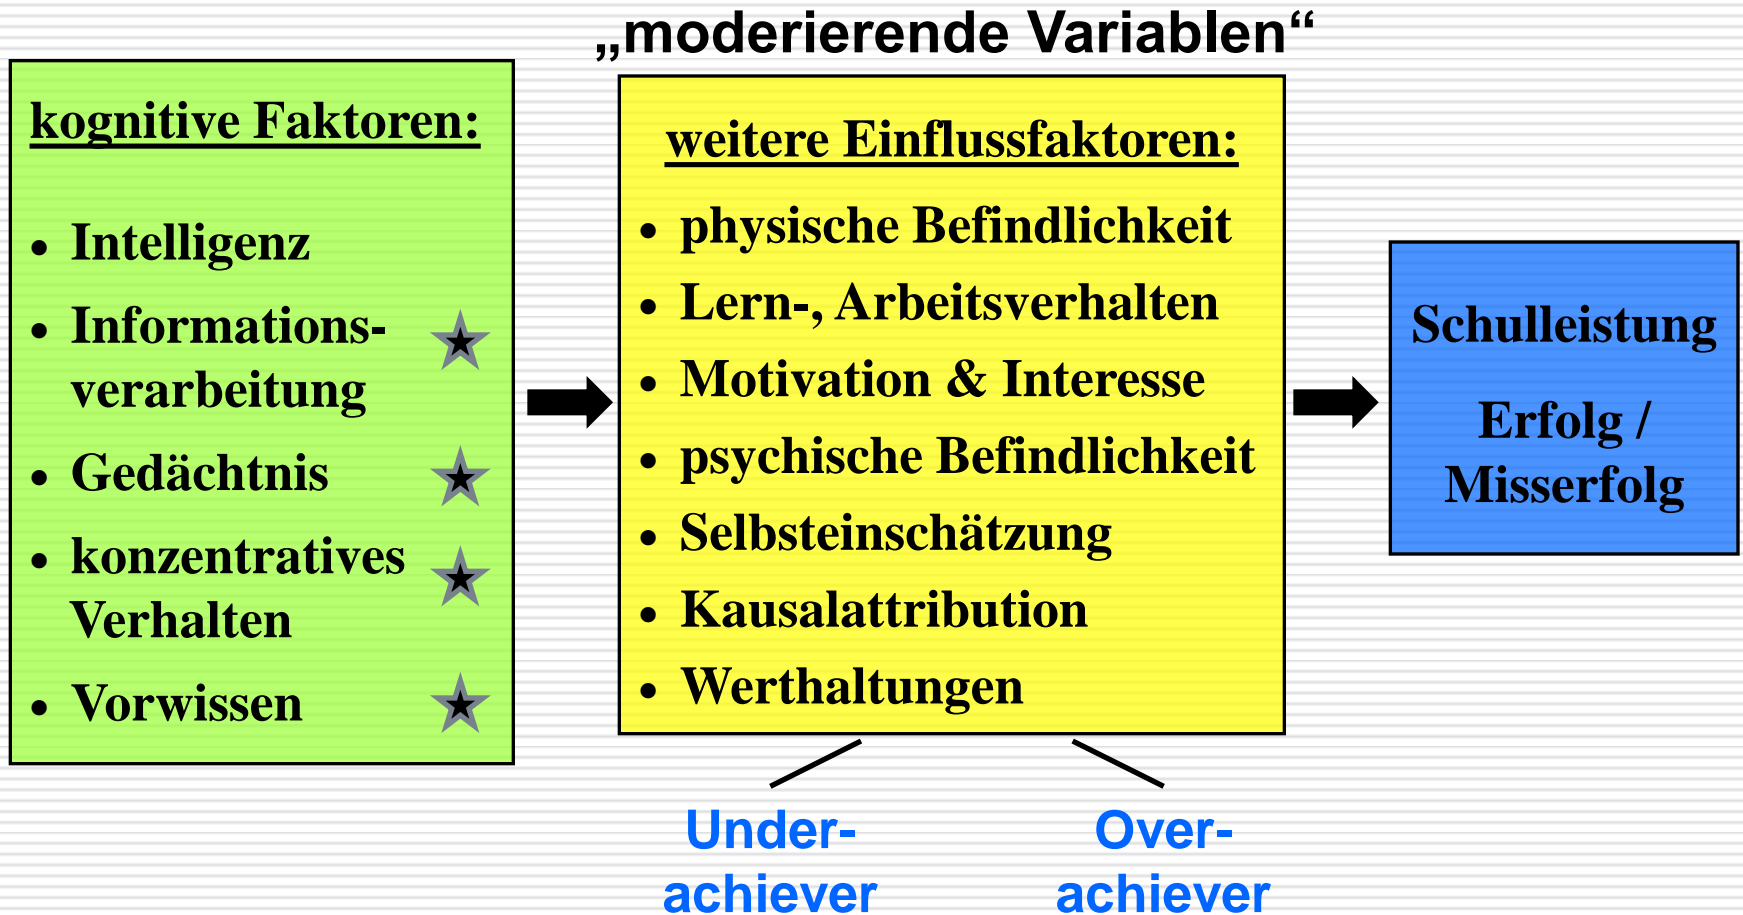 „moderierende Variablen“
kognitive Faktoren:
• Intelligenz
• Informations-
verarbeitung
• Gedächtnis
• konzentratives
Verhalten
• Vorwissen
weitere Einflussfaktoren:
• physische Befindlichkeit
• Lern-, Arbeitsverhalten
• Motivation & Interesse
• psychische Befindlichkeit
• Selbsteinschätzung
• Kausalattribution
• Werthaltungen
Schulleistung
Erfolg /
Misserfolg
Under-
achiever
Over-
achiever